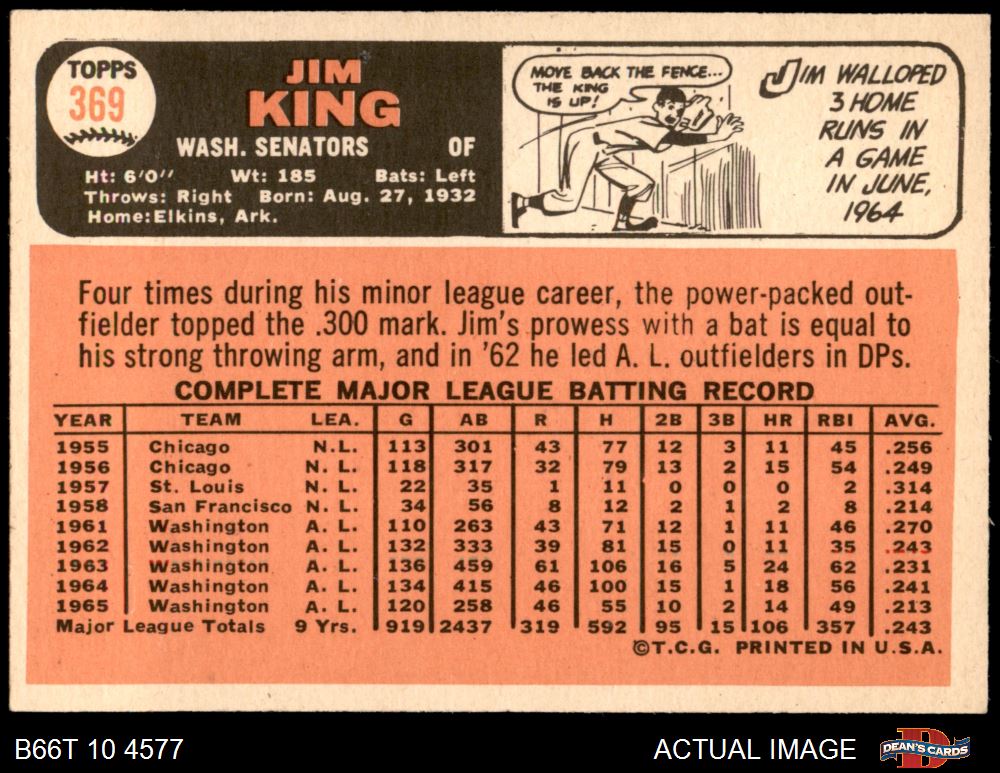 TOPPS
369
JIM
KING
WASH. SENATORS OF
Ht: 6'0" Wt: 185 Bats: Left
Throws: Right Born: Aug. 27, 1932
Home: Elkins, Ark.
MOVE BACK THE FENCE...
THE KING
IS UP!
JIM WALLOPED
3 HOME
RUNS IN
A GAME
IN JUNE,
1964
Four times during his minor league career, the power-packed out-
fielder topped the .300 mark. Jim's prowess with a bat is equal to
his strong throwing arm, and in '62 he led A. L. outfielders in DPs.
COMPLETE MAJOR LEAGUE BATTING RECORD
YEAR TEAM LEA. G AB R H 2B 3B HR RBI AVG.
1955 Chicago N.L. 113 301 43 77 12 3 11 45 .256
1956 Chicago N. L. 118 317 32 79 13 2 15 54 .249
1957 St. Louis N. L. 22 35 1 11 0 0 0 2 .314
1958 San Francisco N. L. 34 56 8 12 2 1 2 8 .214
1961 Washington A. L. 110 263 43 71 12 1 11 46 .270
1962 Washington A. L. 132 333 39 81 15 0 11 35 .243
1963 Washington A. L. 136 459 61 106 16 5 24 62 .231
1964 Washington A. L. 134 415 46 100 15 1 18 56 .241
1965 Washington A. L. 120 258 46 55 10 2 14 49 .213
Major League Totals 9 Yrs. 919 2437 319 592 95 15 106 357 .243
©T.C.G. PRINTED IN U.S.A.
B66T 10 4577 ACTUAL IMAGE DEAN'S CARDS